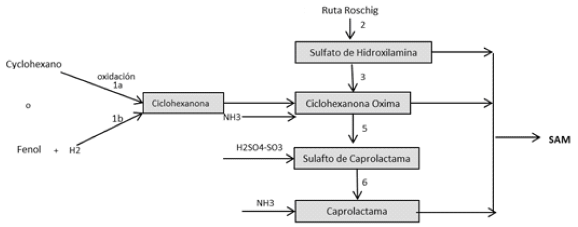 Ruta Roschig
2
Sulfato de Hidroxilamina
Cyclohexano
oxidación
1a
3
Ciclohexanona
Ciclohexanona Oxima
o
1b
NH3
Fenol + H2
5
H2SO4-SO3
SAM
Sulafto de Caprolactama
6
NH3
Caprolactama